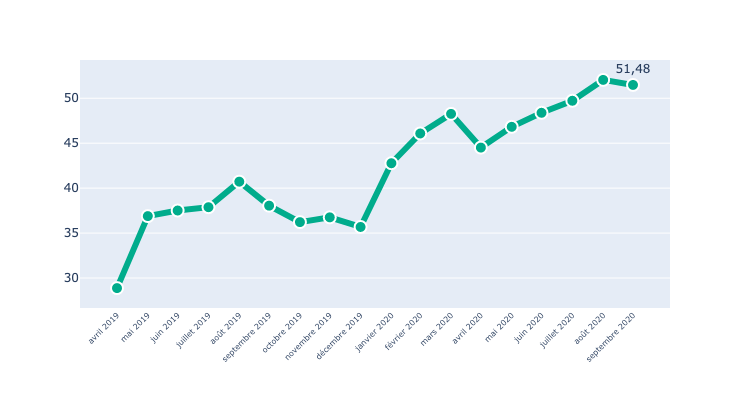 51,48
50
45
40
35
30
avril 2019
mai 2019
juin 2019
juillet 2019
août 2019
septembre 2019
octobre 2019
novembre 2019
décembre 2019
janvier 2020
février 2020
mars 2020
avril 2020
mai 2020
juin 2020
juillet 2020
août 2020
septembre 2020